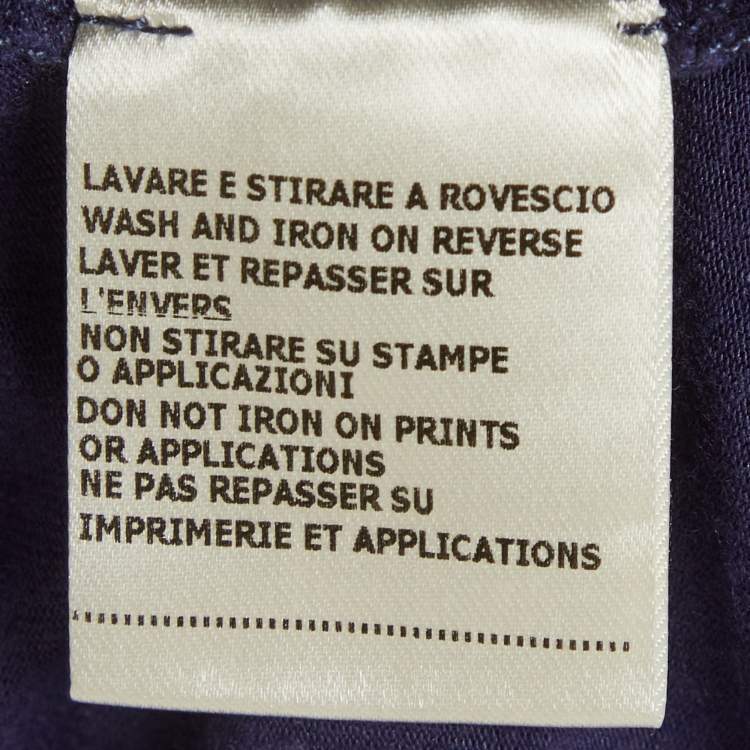 LAVARE E STIRARE A ROVESCIO
WASH AND IRON ON REVERSE
LAVER ET REPASSER SUR
L'ENVERS
NON STIRARE SU STAMPE
O APPLICAZIONI
DON NOT IRON ON PRINTS
OR APPLICATIONS
NE PAS REPASSER SU
IMPRIMERIE ET APPLICATIONS